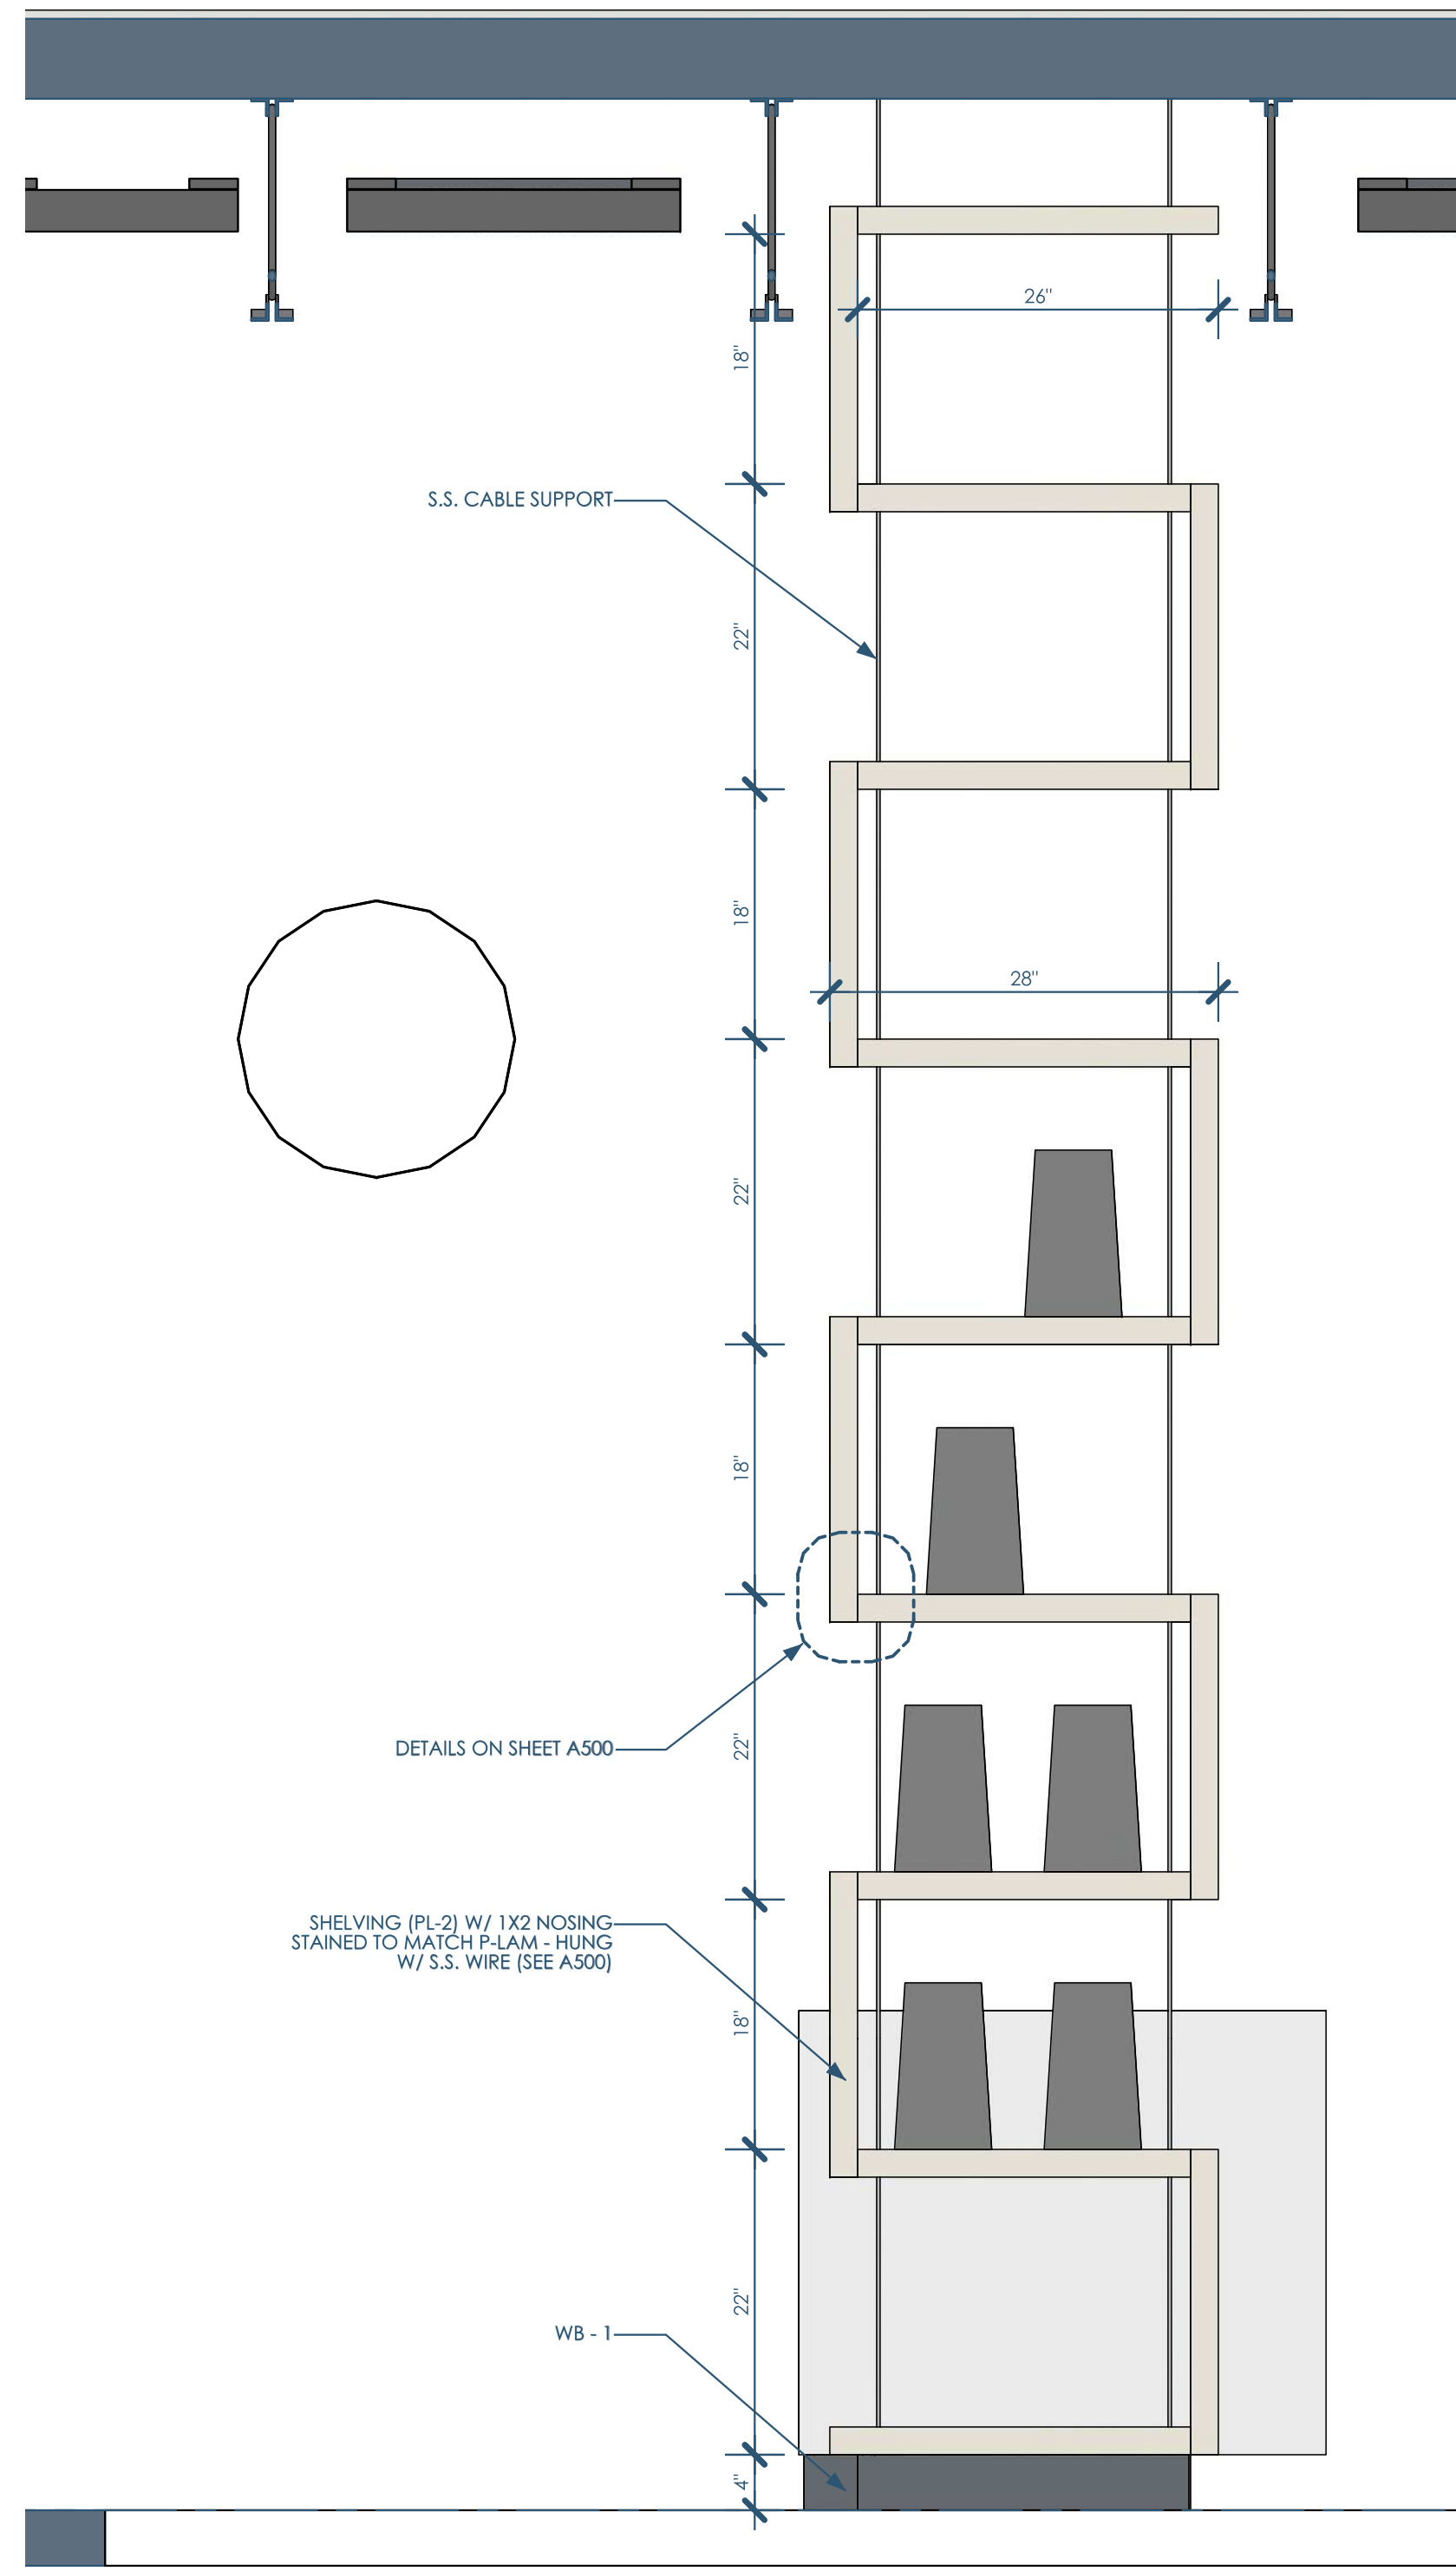 26"
18"
S.S. CABLE SUPPORT
22"
18"
28"
22"
18"
DETAILS ON SHEET A500
22"
SHELVING (PL-2) W/ 1X2 NOSING
STAINED TO MATCH P-LAM - HUNG
W/ S.S. WIRE (SEE A500)
18"
22"
WB - 1
4"